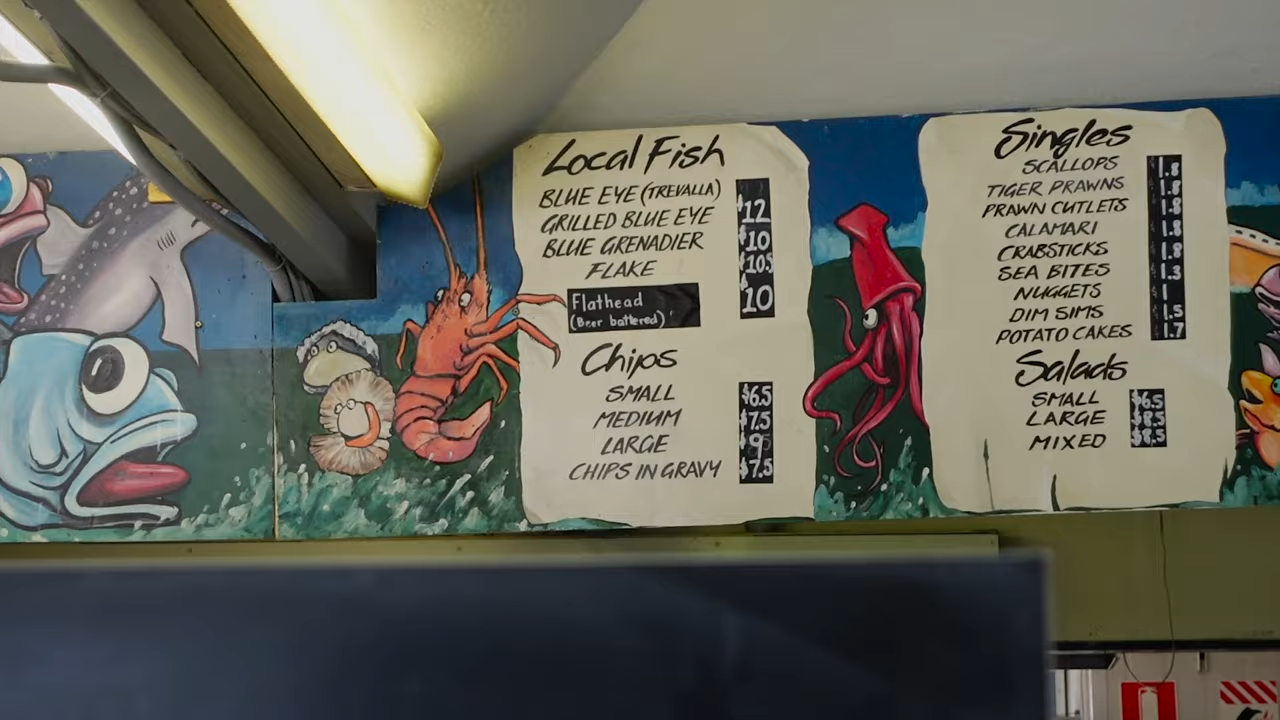 Local Fish
BLUE EYE (TREVALLA)
GRILLED BLUE EYE $12
BLUE GRENADIER $10
FLAKE $10.5
Flathead 10
(Beer battered)
Chips
SMALL $6.5
MEDIUM $7.5
LARGE $9
CHIPS IN GRAVY $7.5
Singles
SCALLOPS 1.8
TIGER PRAWNS 1.8
PRAWN CUTLETS 1.8
CALAMARI 1.8
CRABSTICKS 1.8
SEA BITES 1.3
NUGGETS 1
DIM SIMS 1.5
POTATO CAKES 1.7
Salads
SMALL $6.5
LARGE $8.5
MIXED $8.5